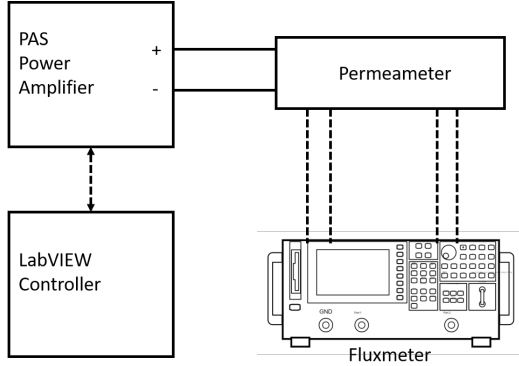 PAS
Power
Amplifier
+
-
Permeameter
LabVIEW
Controller
GND
Fluxmeter